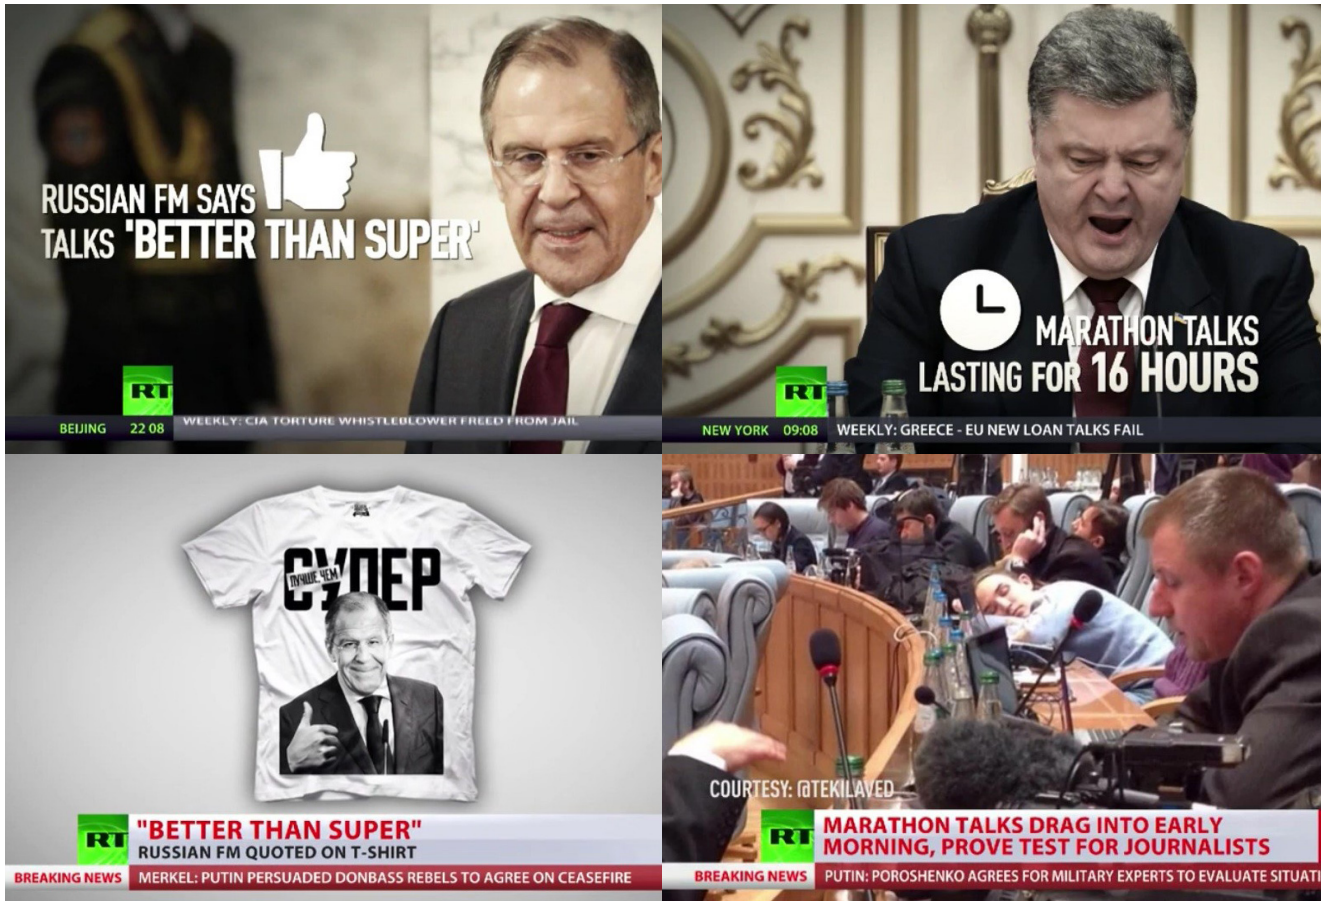 RUSSIAN FM SAYS
TALKS 'BETTER THAN SUPER'
RT
BEIJING 22 08 WEEKLY: CIA TORTURE WHISTLEBLOWER FREED FROM JAIL
MARATHON TALKS
LASTING FOR 16 HOURS
RT
NEW YORK 09:08 WEEKLY: GREECE - EU NEW LOAN TALKS FAIL
СУПЕР
ЛУЧШЕ, ЧЕМ
RT
"BETTER THAN SUPER"
RUSSIAN FM QUOTED ON T-SHIRT
BREAKING NEWS MERKEL: PUTIN PERSUADED DONBASS REBELS TO AGREE ON CEASEFIRE
COURTESY: @TEKILAVED
RT
MARATHON TALKS DRAG INTO EARLY
MORNING, PROVE TEST FOR JOURNALISTS
BREAKING NEWS PUTIN: POROSHENKO AGREES FOR MILITARY EXPERTS TO EVALUATE SITUATI